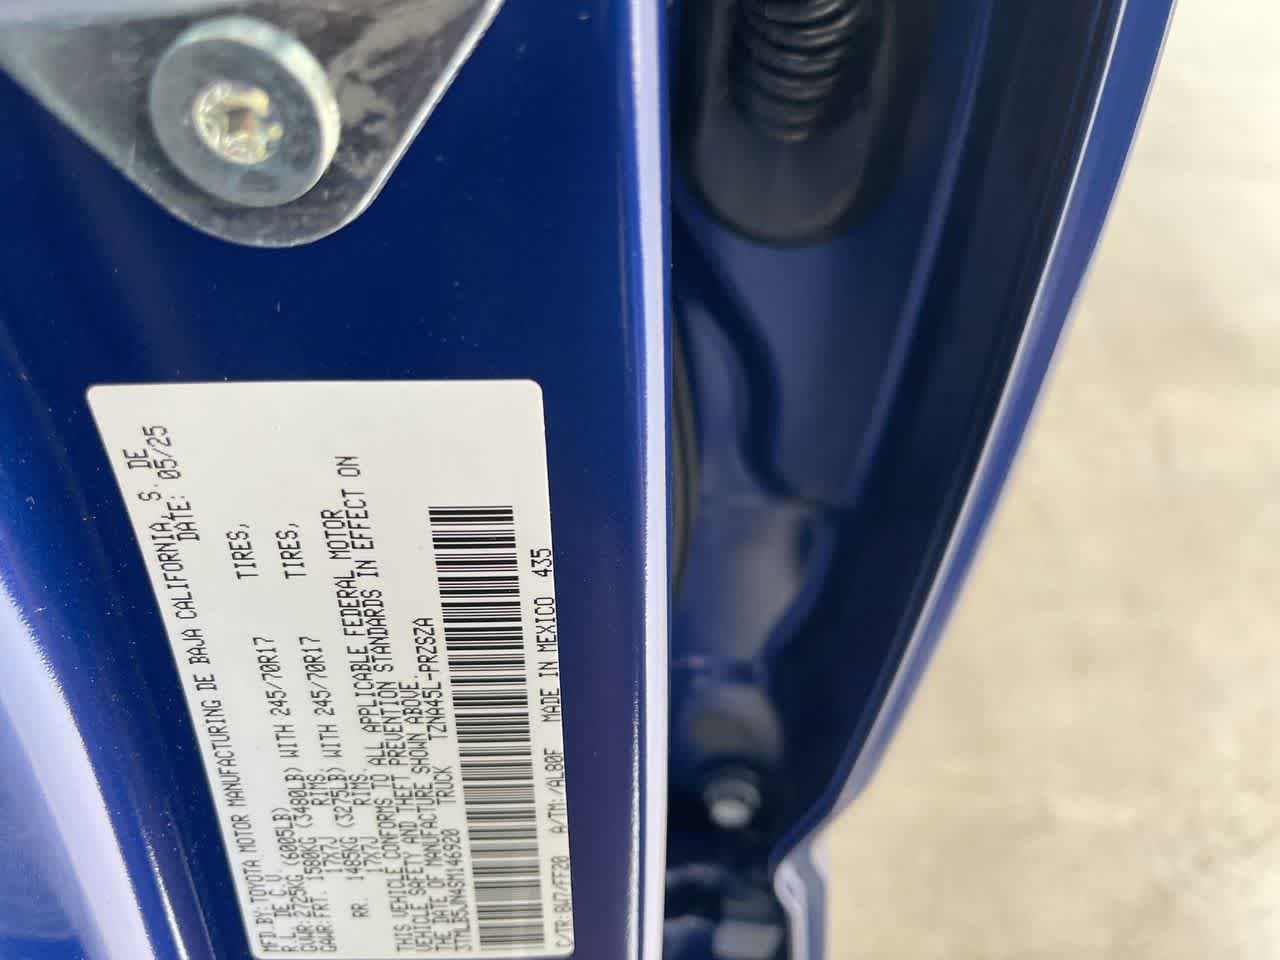 MFD BY: TOYOTA MOTOR MANUFACTURING DE BAJA CALIFORNIA, S. DE
R.L. DE C.V. DATE: 05/25
GVWR: 2725KG (6005LB)
GAWR: FRT. 1580KG (3480LB) WITH 245/70R17 TIRES,
17X7J RIMS.
RR. 1485KG (3275LB) WITH 245/70R17 TIRES,
17X7J RIMS.
THIS VEHICLE CONFORMS TO ALL APPLICABLE FEDERAL MOTOR
VEHICLE SAFETY AND THEFT PREVENTION STANDARDS IN EFFECT ON
THE DATE OF MANUFACTURE SHOWN ABOVE.
3TMLB5JN4SM146920 TRUCK TZNA45L-PRZSZA
C/TR:8W7/FF20 A/TM:/AL80F MADE IN MEXICO 435